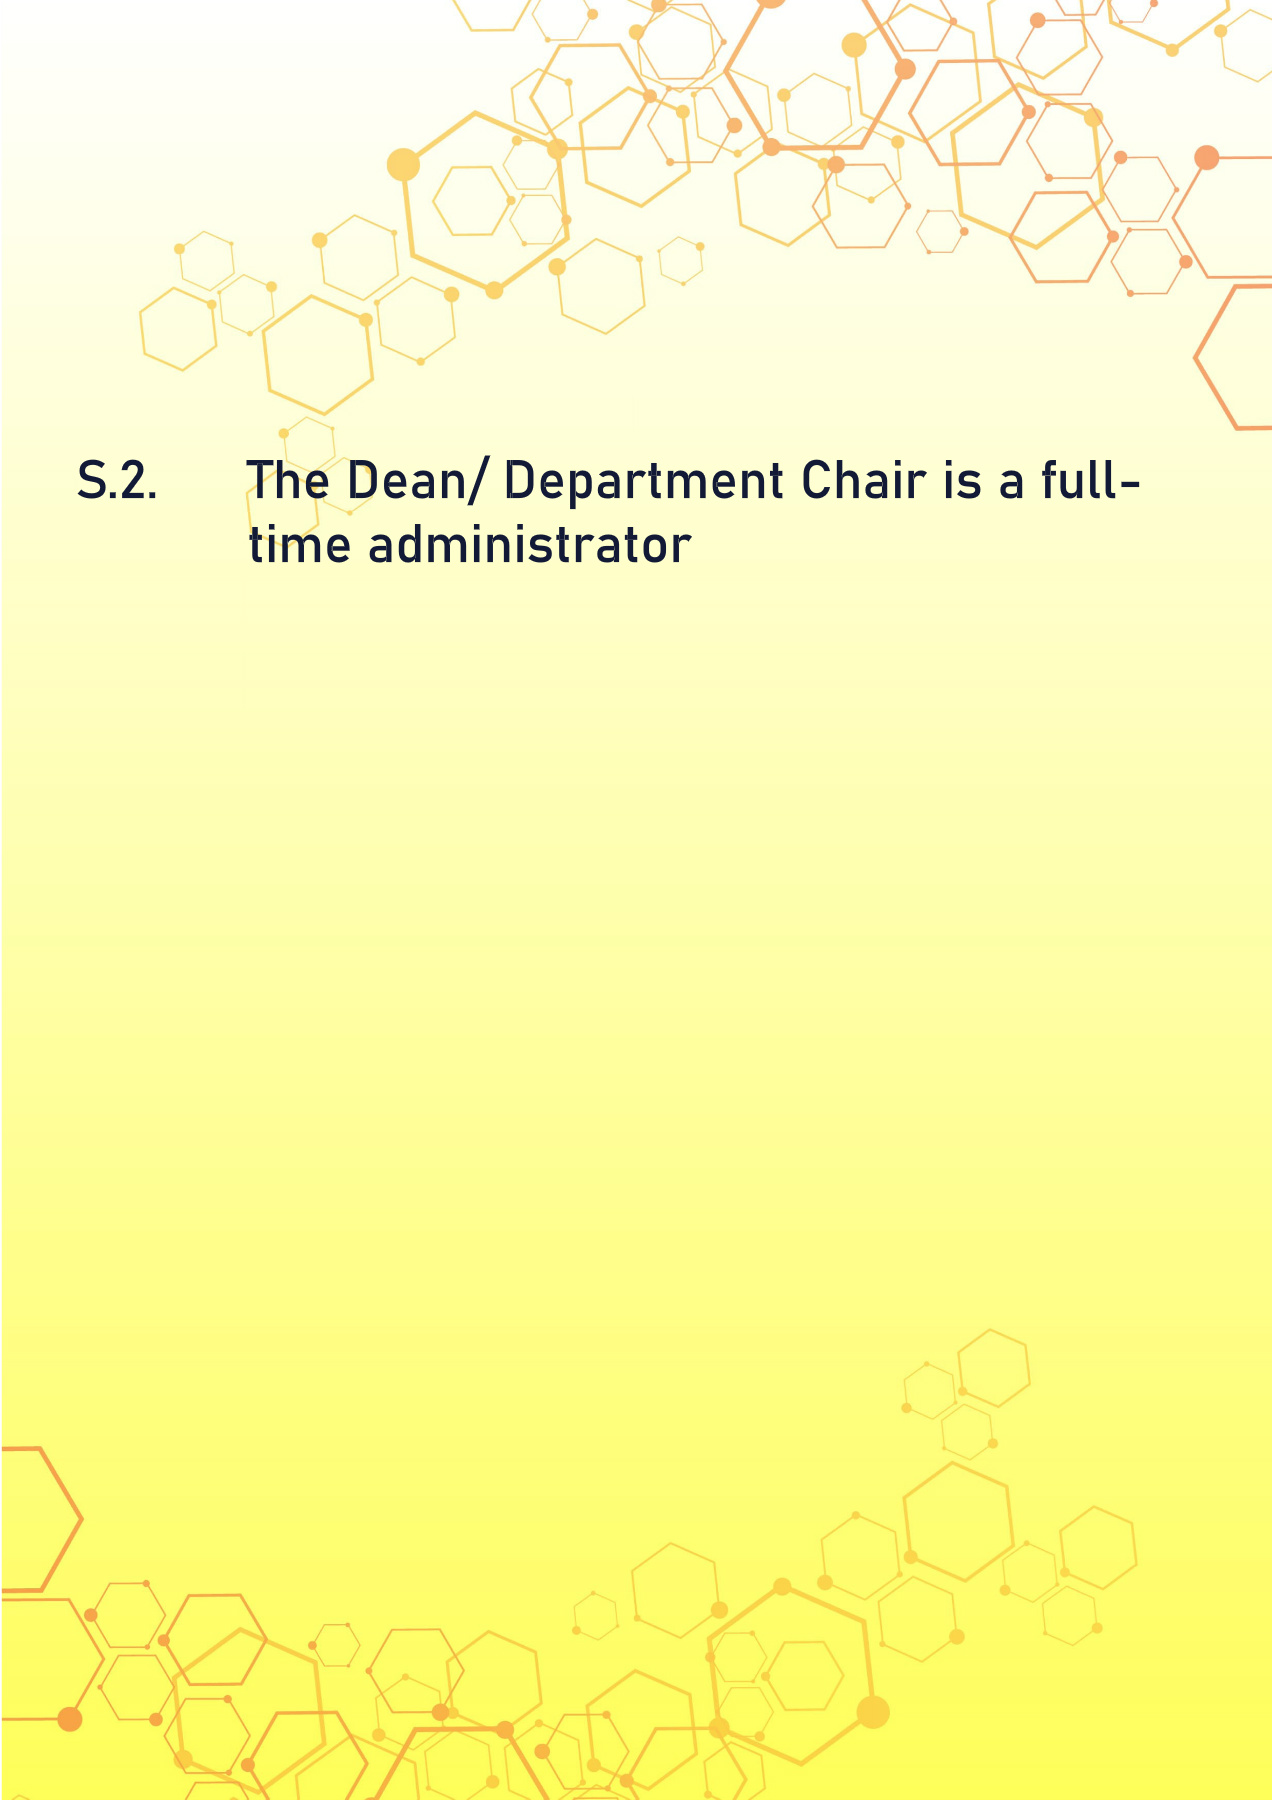 S.2. The Dean/ Department Chair is a full-
time administrator